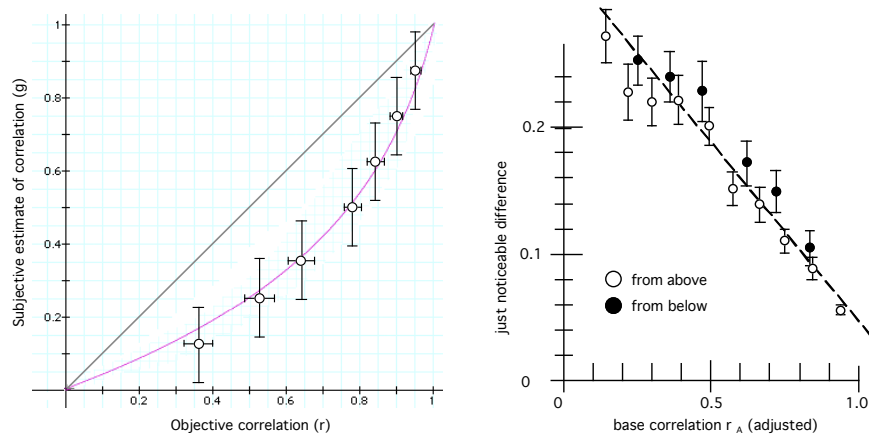 Subjective estimate of correlation (g)
1
0.8
0.6
0.4
0.2
0.2
0.4
0.6
0.8
1
Objective correlation (r)
just noticeable difference
0.2
0.1
0
from above
from below
0
0.5
1.0
base correlation r A (adjusted)